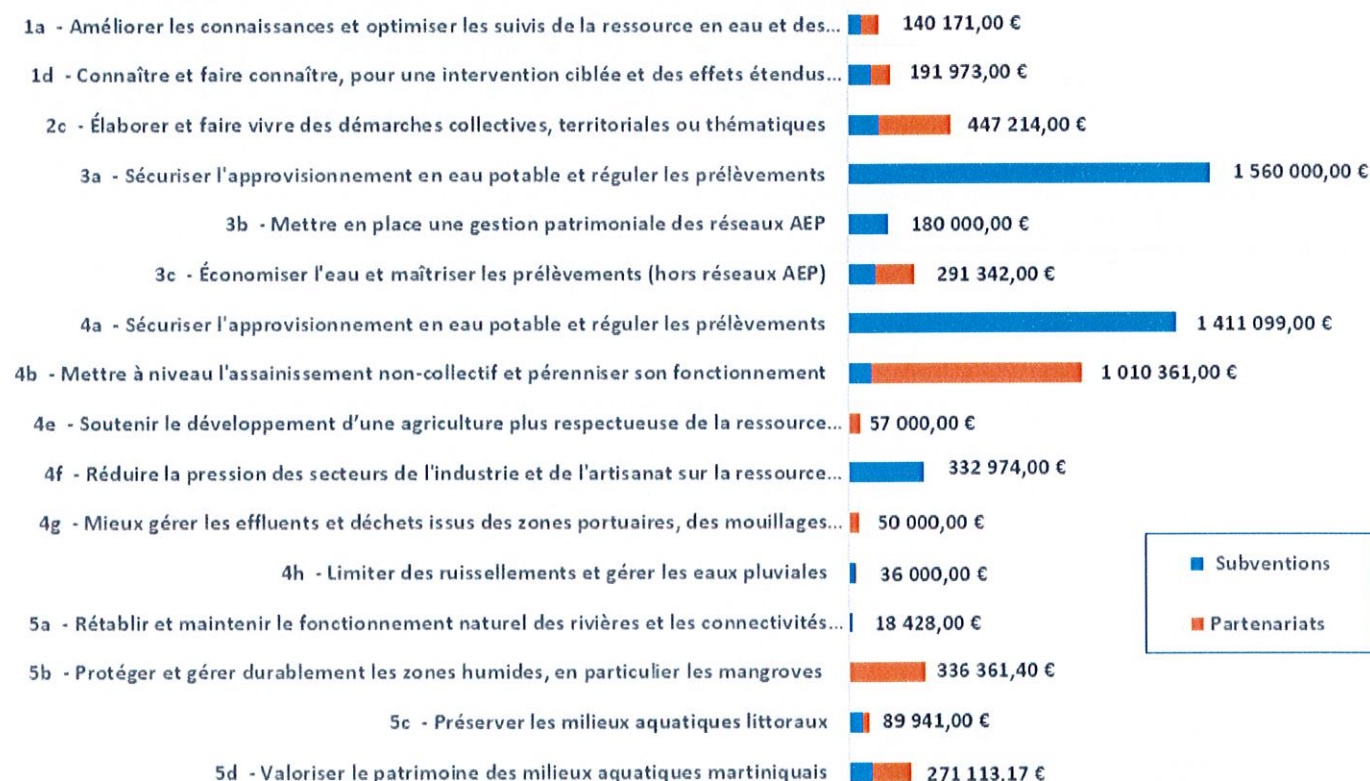 1a - Améliorer les connaissances et optimiser les suivis de la ressource en eau et des... 140 171,00 €
1d - Connaître et faire connaître, pour une intervention ciblée et des effets étendus... 191 973,00 €
2c - Élaborer et faire vivre des démarches collectives, territoriales ou thématiques 447 214,00 €
3a - Sécuriser l'approvisionnement en eau potable et réguler les prélèvements 1 560 000,00 €
3b - Mettre en place une gestion patrimoniale des réseaux AEP 180 000,00 €
3c - Économiser l'eau et maîtriser les prélèvements (hors réseaux AEP) 291 342,00 €
4a - Sécuriser l'approvisionnement en eau potable et réguler les prélèvements 1 411 099,00 €
4b - Mettre à niveau l'assainissement non-collectif et pérenniser son fonctionnement 1 010 361,00 €
4e - Soutenir le développement d’une agriculture plus respectueuse de la ressource... 57 000,00 €
4f - Réduire la pression des secteurs de l'industrie et de l'artisanat sur la ressource... 332 974,00 €
4g - Mieux gérer les effluents et déchets issus des zones portuaires, des mouillages... 50 000,00 €
4h - Limiter des ruissellements et gérer les eaux pluviales 36 000,00 €
Subventions
5a - Rétablir et maintenir le fonctionnement naturel des rivières et les connectivités... 18 428,00 €
Partenariats
5b - Protéger et gérer durablement les zones humides, en particulier les mangroves 336 361,40 €
5c - Préserver les milieux aquatiques littoraux 89 941,00 €
5d - Valoriser le patrimoine des milieux aquatiques martiniquais 271 113,17 €